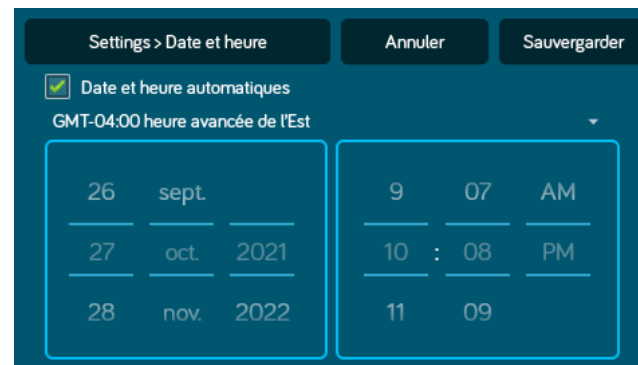 Settings > Date et heure Annuler Sauvergarder
Date et heure automatiques
GMT-04:00 heure avancée de l'Est
26 sept. 9 07 AM
27 oct. 2021 10 : 08 PM
28 nov. 2022 11 09